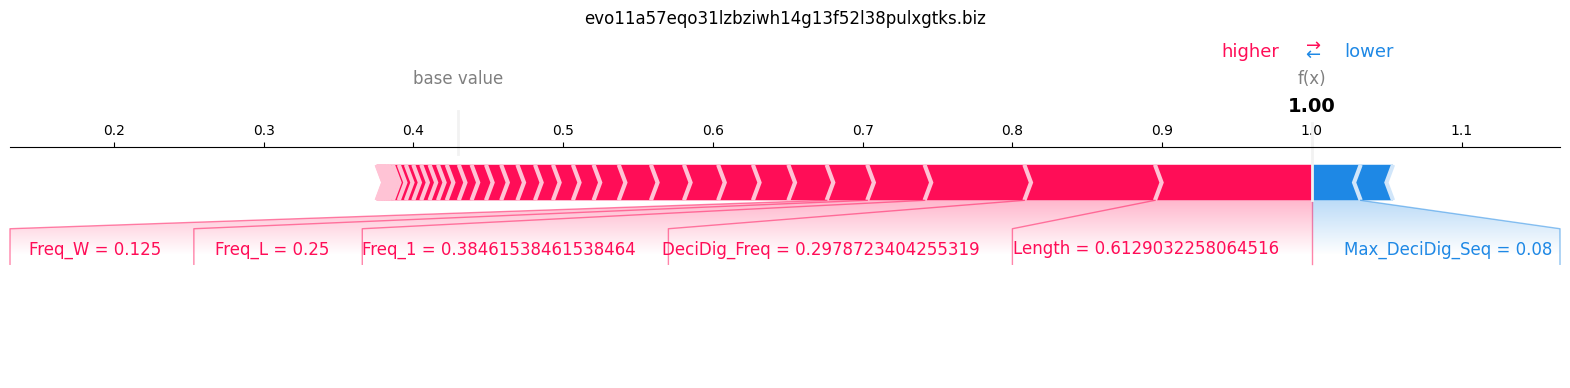 evo11a57eqo31lzbziwh14g13f52l38pulxgtks.biz
higher ⇄ lower
base value f(x)
1.00
0.2 0.3 0.4 0.5 0.6 0.7 0.8 0.9 1.0 1.1
Freq_W = 0.125 Freq_L = 0.25 Freq_1 = 0.38461538461538464 DeciDig_Freq = 0.2978723404255319 Length = 0.6129032258064516 Max_DeciDig_Seq = 0.08